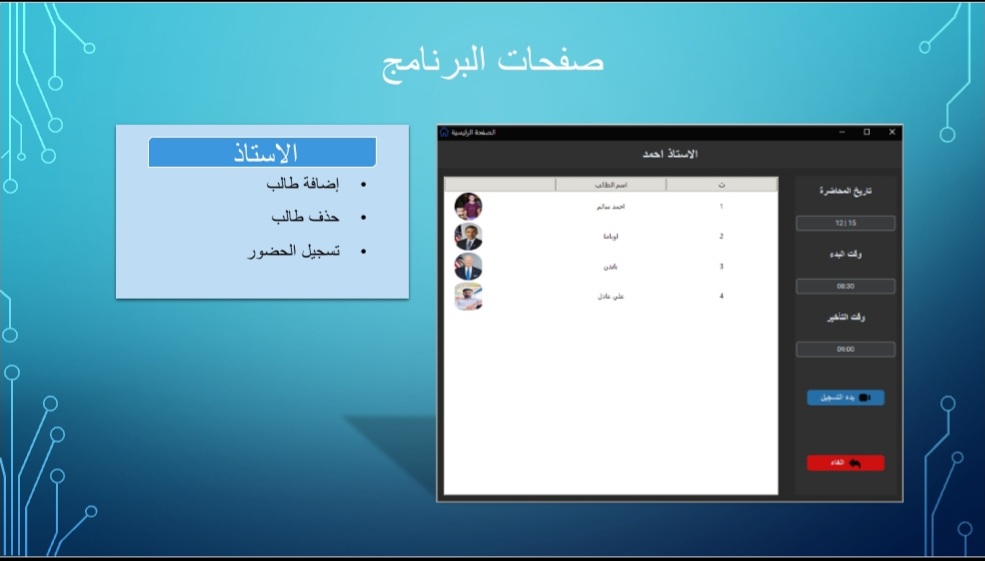 صفحات البرنامج
الاستاذ
• إضافة طالب
• حذف طالب
• تسجيل الحضور
الصفحة الرئيسية
الاستاذ احمد
ت اسم الطالب
1 احمد سالم
2 اوباما
3 بايدن
4 علي عادل
تاريخ المحاضرة
12|15
وقت البدء
08:30
وقت التأخير
09:00
بدء التسجيل
الغاء